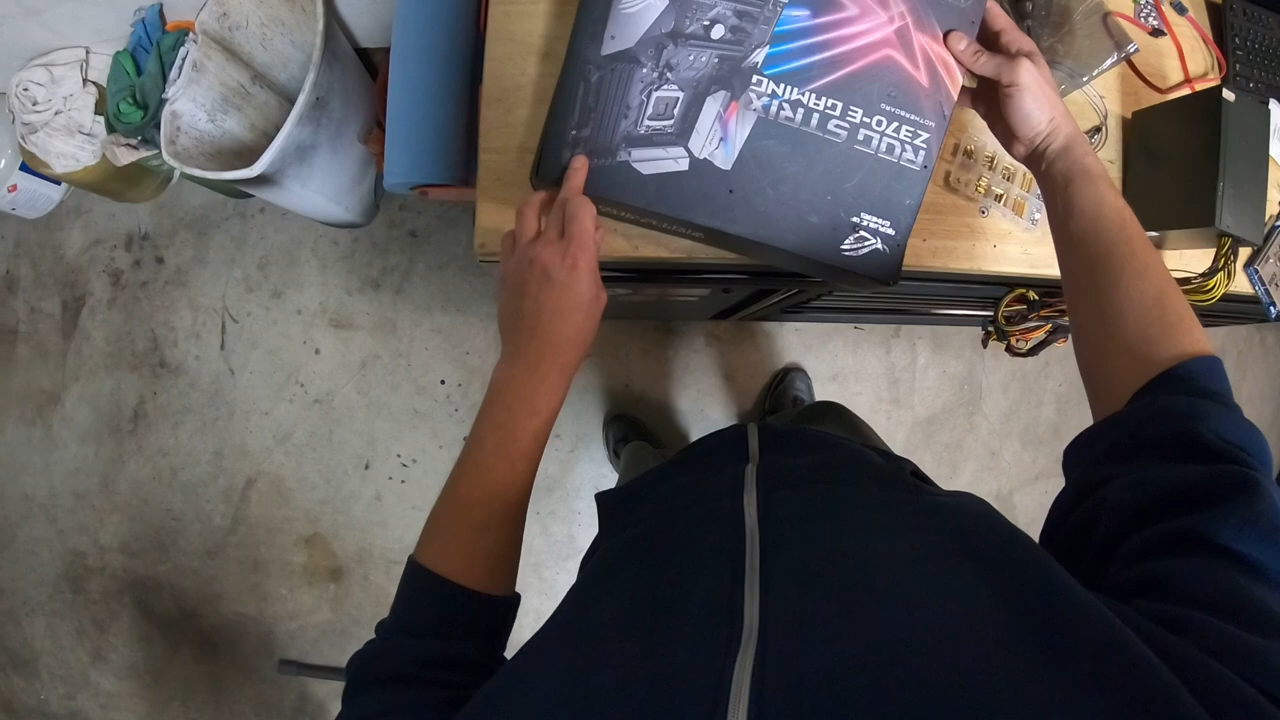 ROG STRIX
Z370-E GAMING
MOTHERBOARD
REPUBLIC OF
GAMERS